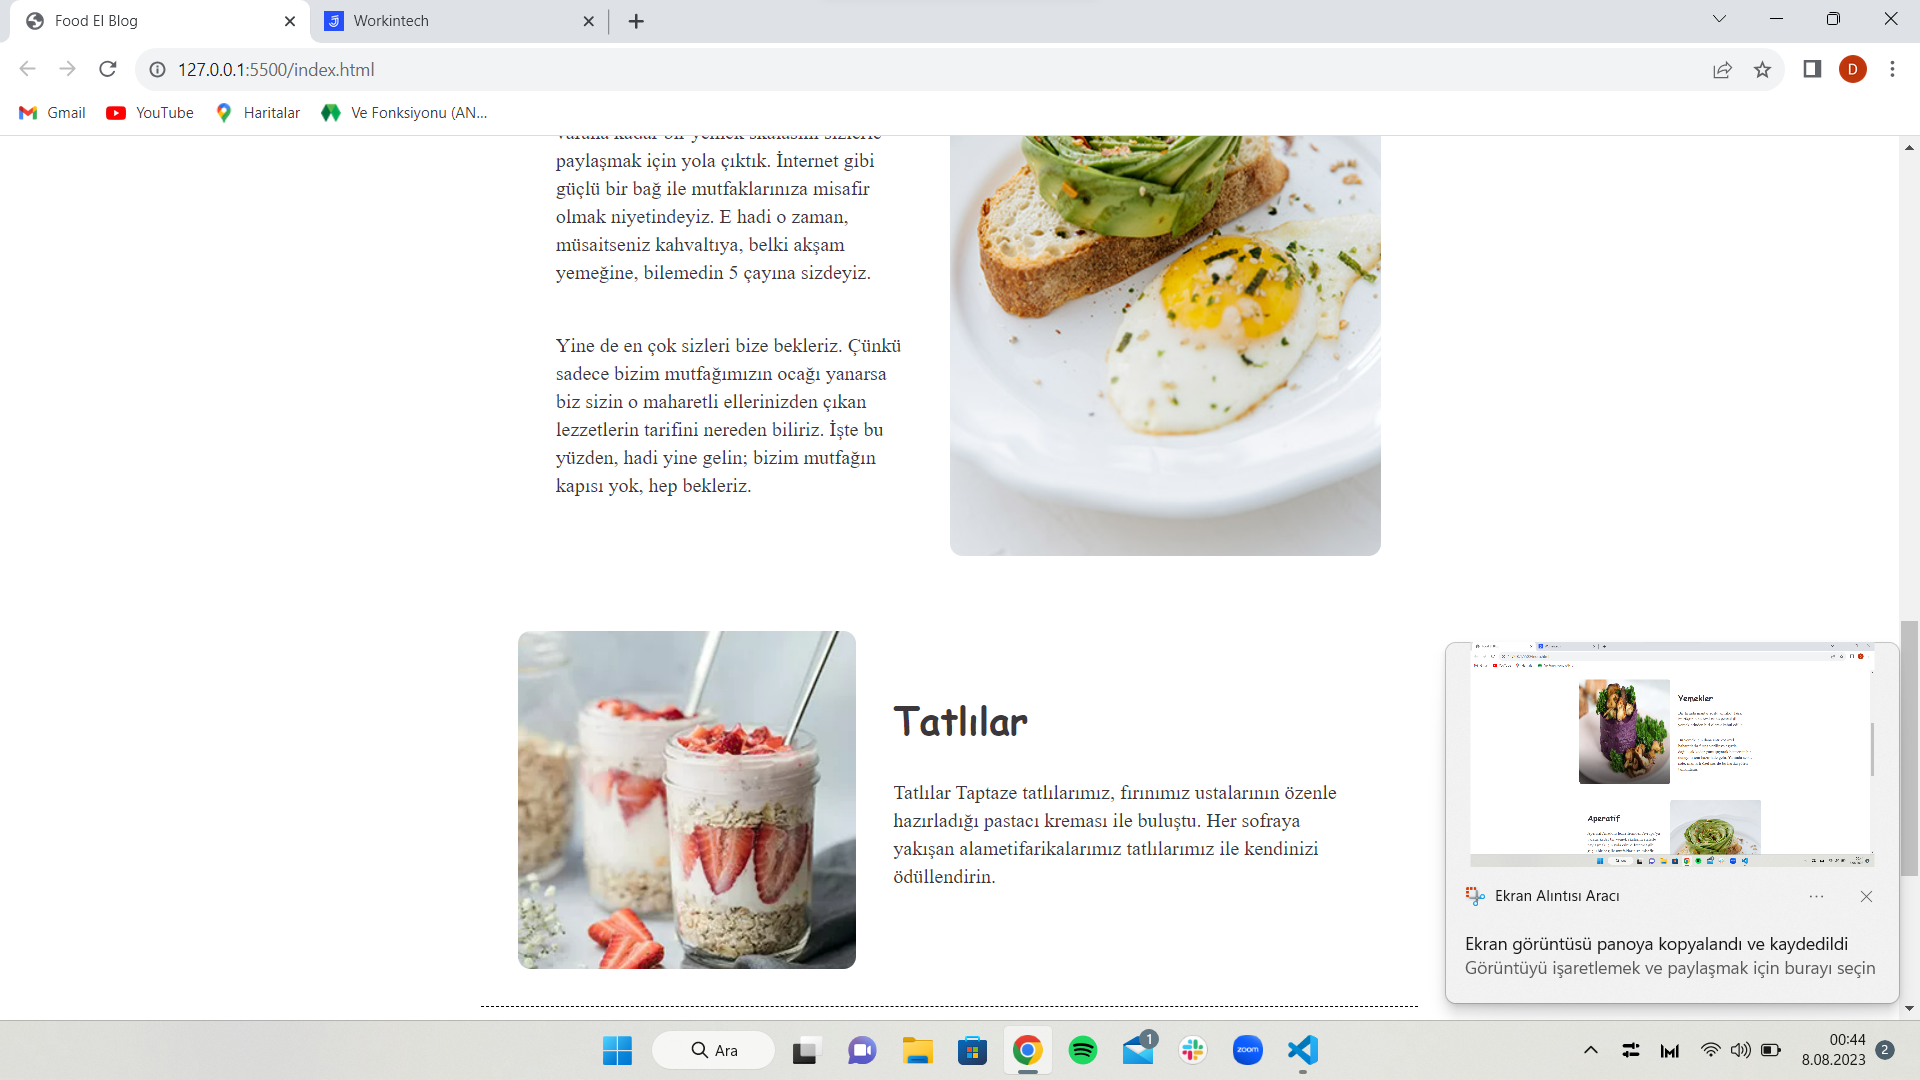 Food El Blog
Workintech
127.0.0.1:5500/index.html
D
Gmail
YouTube
Haritalar
Ve Fonksiyonu (AN...
varana kadar bir yemek skalasını sizlerle
paylaşmak için yola çıktık. İnternet gibi
güçlü bir bağ ile mutfaklarınıza misafir
olmak niyetindeyiz. E hadi o zaman,
müsaitseniz kahvaltıya, belki akşam
yemeğine, bilemedin 5 çayına sizdeyiz.
Yine de en çok sizleri bize bekleriz. Çünkü
sadece bizim mutfağımızın ocağı yanarsa
biz sizin o maharetli ellerinizden çıkan
lezzetlerin tarifini nereden biliriz. İşte bu
yüzden, hadi yine gelin; bizim mutfağın
kapısı yok, hep bekleriz.
Tatlılar
Tatlılar Taptaze tatlılarımız, fırınımız ustalarının özenle
hazırladığı pastacı kreması ile buluştu. Her sofraya
yakışan alametifarikalarımız tatlılarımız ile kendinizi
ödüllendirin.
Yemekler
Aperatif
Ekran Alıntısı Aracı
Ekran görüntüsü panoya kopyalandı ve kaydedildi
Görüntüyü işaretlemek ve paylaşmak için burayı seçin
Ara
1
zoom
00:44
8.08.2023
2